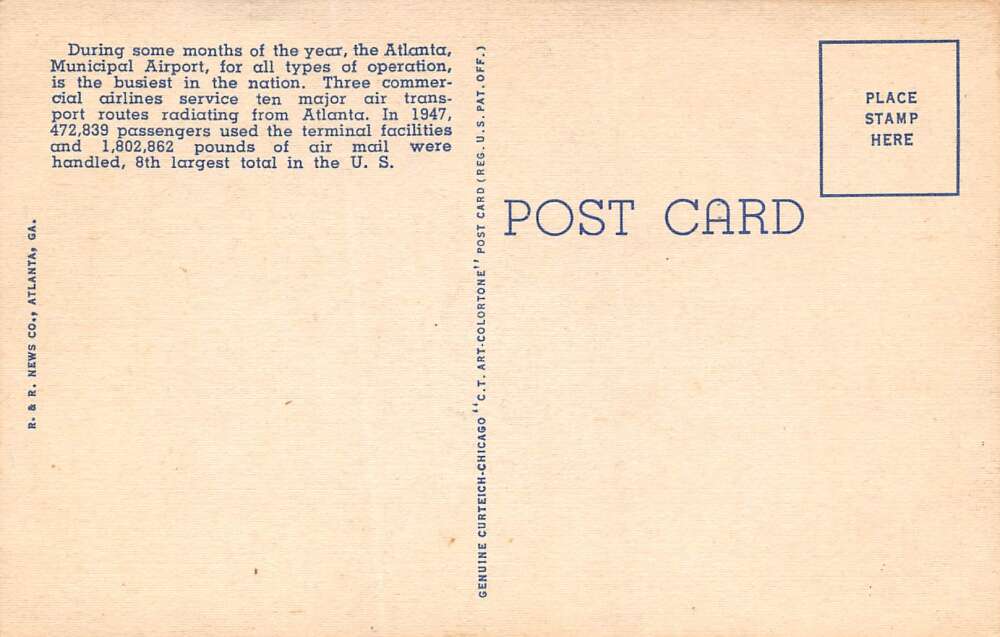 During some months of the year, the Atlanta,
Municipal Airport, for all types of operation,
is the busiest in the nation. Three commer-
cial airlines service ten major air trans-
port routes radiating from Atlanta. In 1947,
472,839 passengers used the terminal facilities
and 1,802,862 pounds of air mail were
handled, 8th largest total in the U. S.
R. & R. NEWS CO., ATLANTA, GA.
GENUINE CURTEICH-CHICAGO "C.T. ART-COLORTONE" POST CARD (REG. U.S. PAT. OFF.)
POST CARD
PLACE
STAMP
HERE